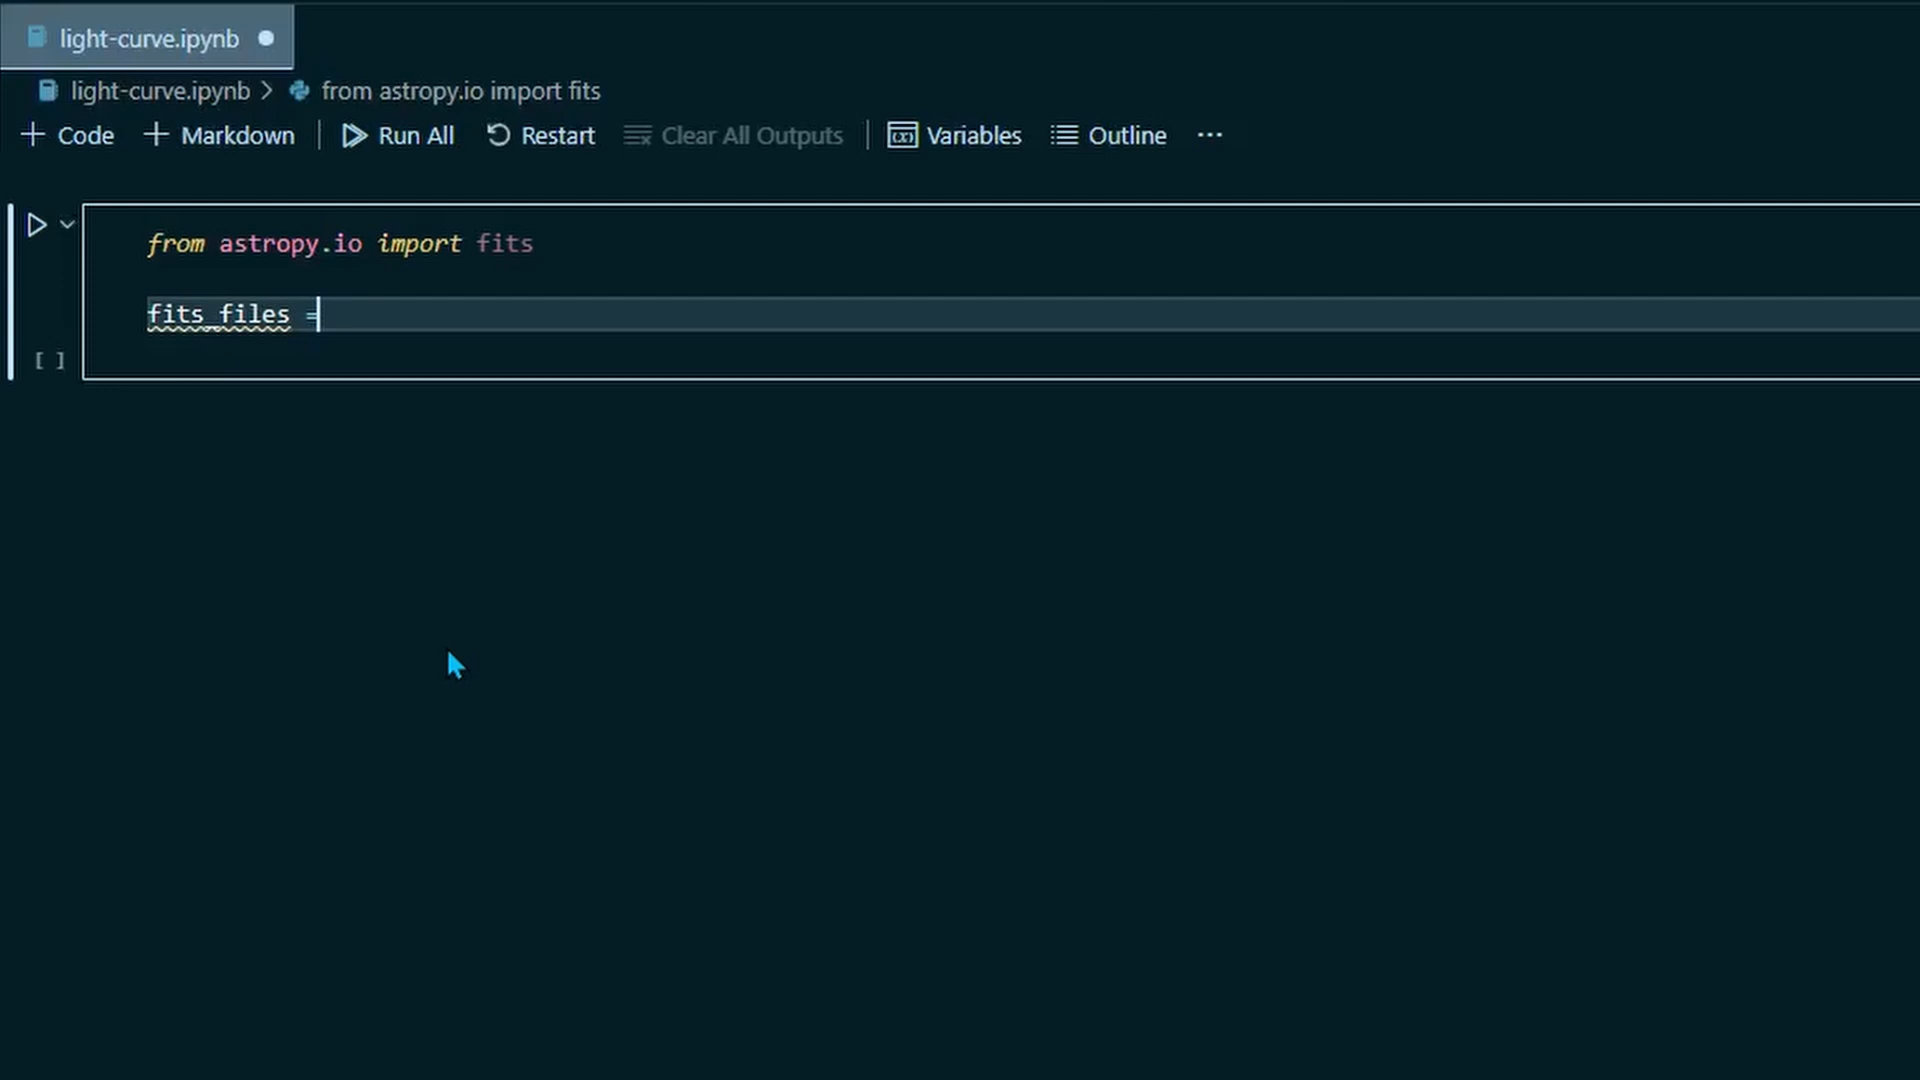 light-curve.ipynb
light-curve.ipynb > from astropy.io import fits
+ Code + Markdown | Run All Restart Clear All Outputs | Variables Outline ...
from astropy.io import fits
fits_files =
[ ]